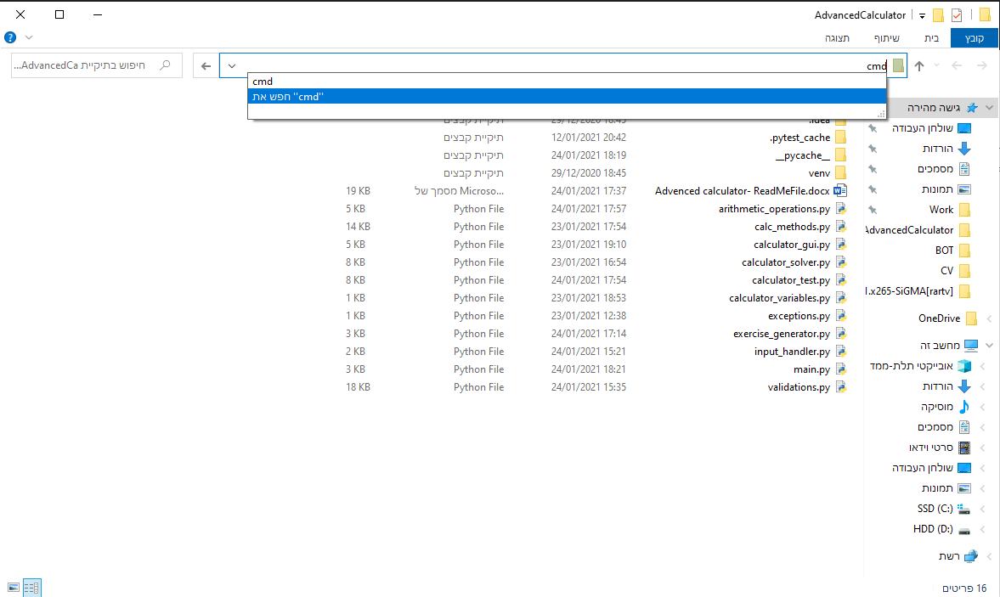 AdvancedCalculator
קובץ
בית
שיתוף
תצוגה
cmd
חיפוש בתיקיית AdvancedCa...
cmd
חפש את "cmd"
גישה מהירה
שולחן העבודה
הורדות
מסמכים
תמונות
Work
AdvancedCalculator
BOT
CV
1.x265-SiGMA[rartv]
OneDrive
מחשב זה
אובייקטי תלת-ממד
הורדות
מוסיקה
מסמכים
סרטי וידאו
שולחן העבודה
תמונות
SSD (C:)
HDD (D:)
רשת
.idea 29/12/2020 18:45 תיקיית קבצים
.pytest_cache 12/01/2021 20:42 תיקיית קבצים
__pycache__ 24/01/2021 18:19 תיקיית קבצים
venv 29/12/2020 18:45 תיקיית קבצים
Advenced calculator- ReadMeFile.docx 24/01/2021 17:37 מסמך של Microso... 19 KB
arithmetic_operations.py 24/01/2021 17:57 Python File 5 KB
calc_methods.py 23/01/2021 17:54 Python File 14 KB
calculator_gui.py 23/01/2021 19:10 Python File 5 KB
calculator_solver.py 23/01/2021 16:54 Python File 8 KB
calculator_test.py 24/01/2021 17:54 Python File 8 KB
calculator_variables.py 23/01/2021 18:53 Python File 1 KB
exceptions.py 23/01/2021 12:38 Python File 1 KB
exercise_generator.py 24/01/2021 17:14 Python File 3 KB
input_handler.py 24/01/2021 15:21 Python File 2 KB
main.py 24/01/2021 18:21 Python File 3 KB
validations.py 24/01/2021 15:35 Python File 18 KB
16 פריטים